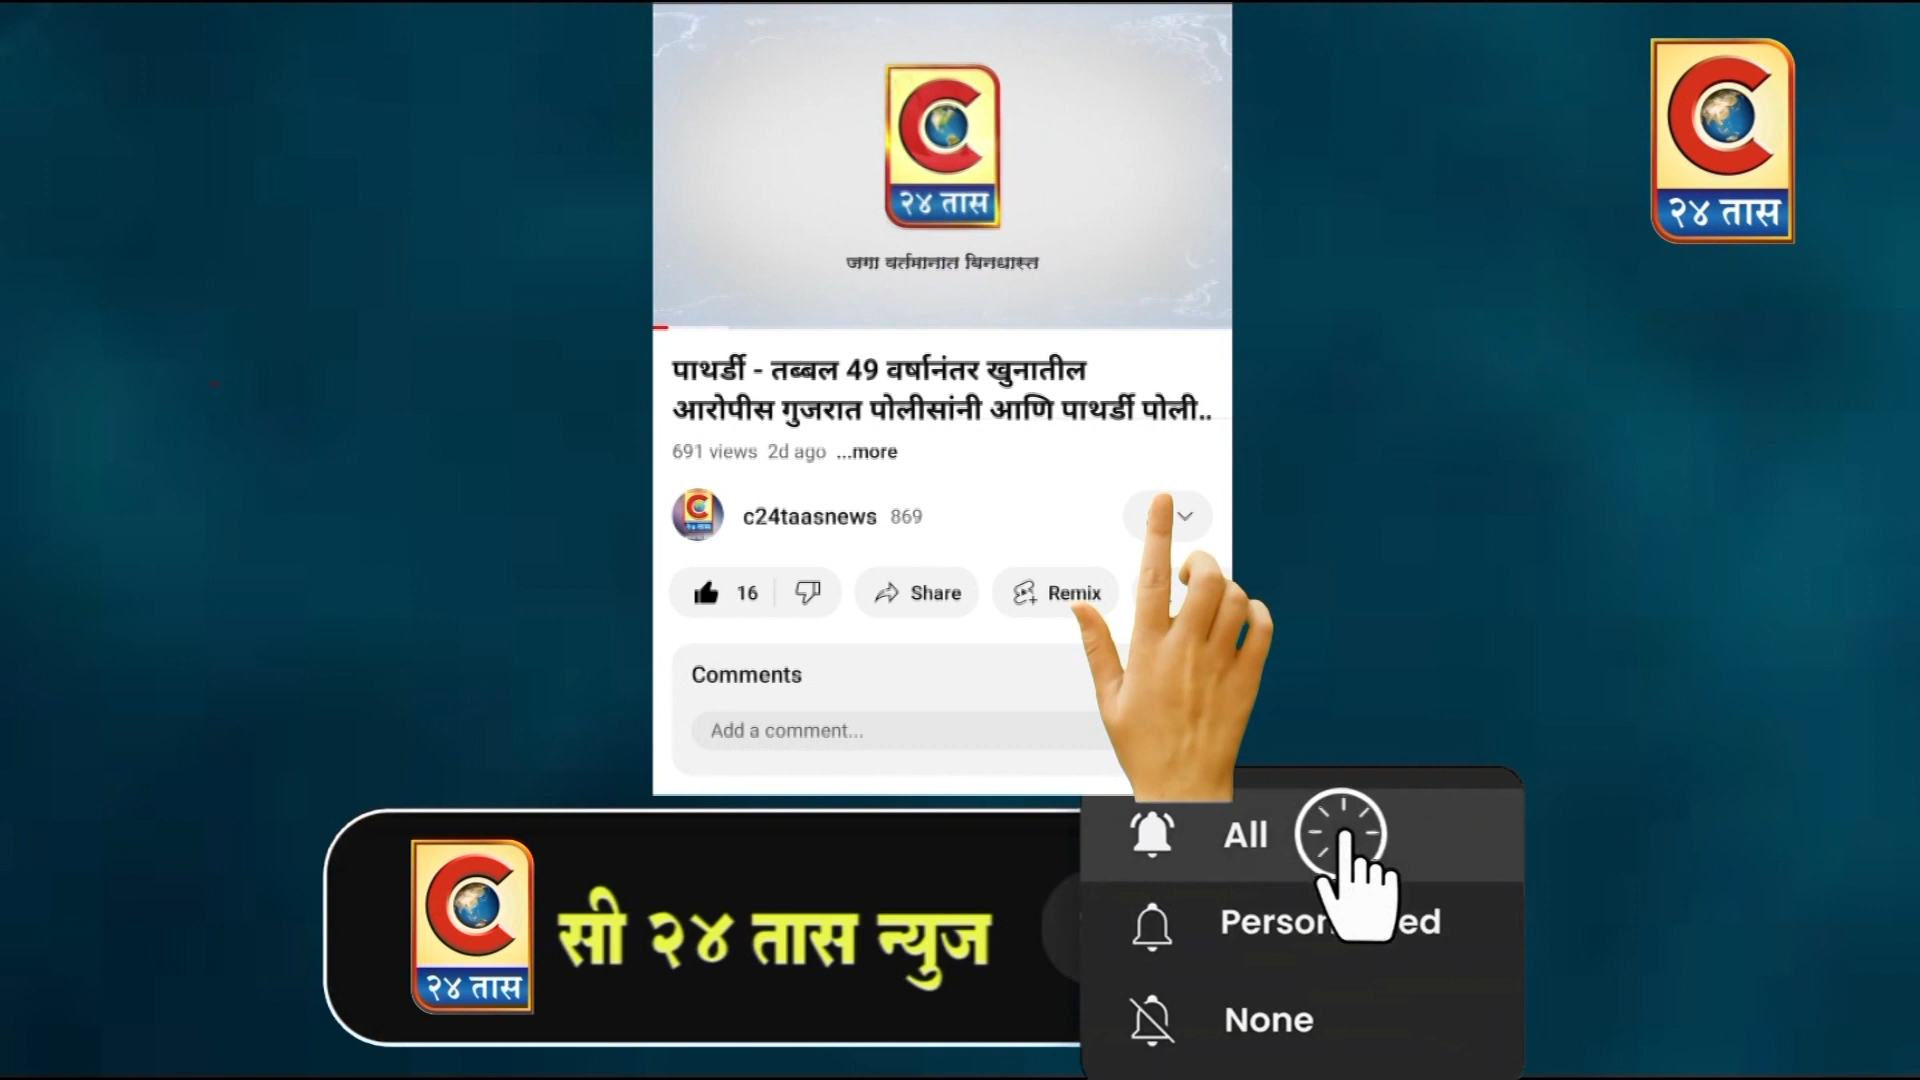 २४ तास
२४ तास
जगा वर्तमानात बिनधास्त
पाथर्डी - तब्बल 49 वर्षानंतर खुनातील
आरोपीस गुजरात पोलीसांनी आणि पाथर्डी पोली..
691 views 2d ago ...more
c24taasnews 869
16 Share Remix
Comments
Add a comment...
All
None
सी २४ तास न्युज
२४ तास